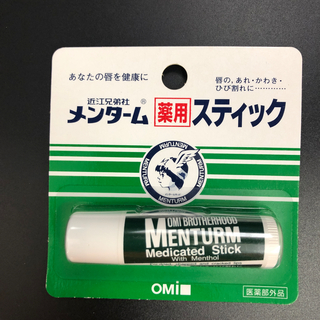 あなたの唇を健康に
唇の、あれ・かわき・
ひび割れに…………
近江兄弟社
メンターム®
薬用
スティック
MENTURM
MENTURM
MENTURM
OMI BROTHERHOOD
MENTURM
Medicated Stick
With Menthol
OMI
医薬部外品